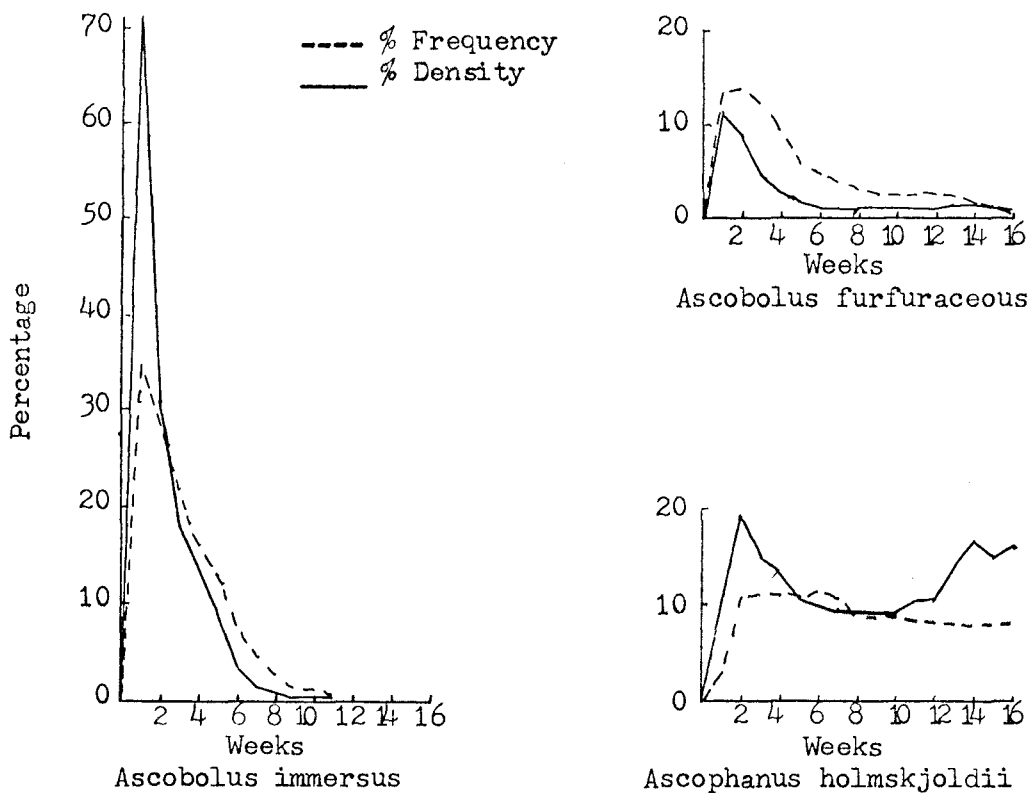 % Frequency
% Density
Percentage
70
60
50
40
30
20
10
0
2 4 6 8 10 12 14 16
Weeks
Ascobolus immersus
20
10
0
2 4 6 8 10 12 14 16
Weeks
Ascobolus furfuraceous
20
10
0
2 4 6 8 10 12 14 16
Weeks
Ascophanus holmskjoldii